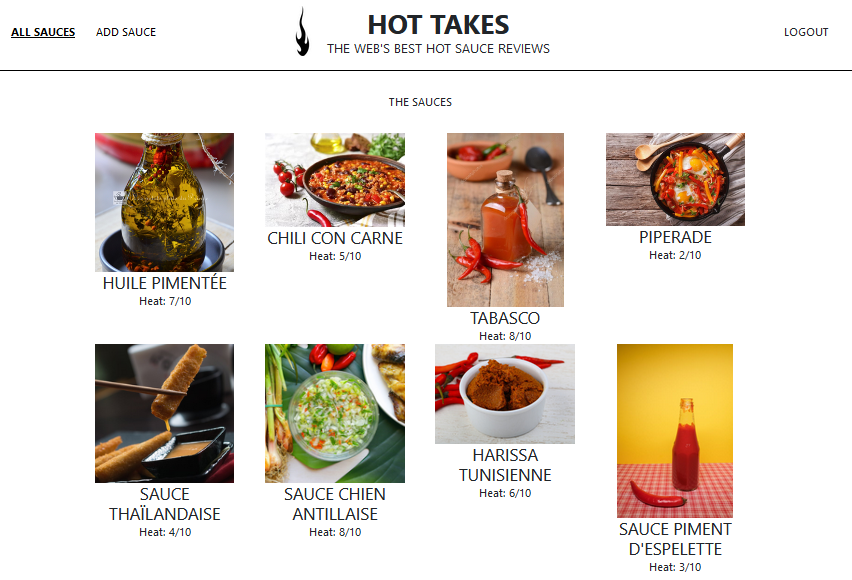 ALL SAUCES
ADD SAUCE
HOT TAKES
THE WEB'S BEST HOT SAUCE REVIEWS
LOGOUT
THE SAUCES
HUILE PIMENTÉE
Heat: 7/10
CHILI CON CARNE
Heat: 5/10
TABASCO
Heat: 8/10
PIPERADE
Heat: 2/10
SAUCE
THAÏLANDAISE
Heat: 4/10
SAUCE CHIEN
ANTILLAISE
Heat: 8/10
HARISSA
TUNISIENNE
Heat: 6/10
SAUCE PIMENT
D'ESPELETTE
Heat: 3/10